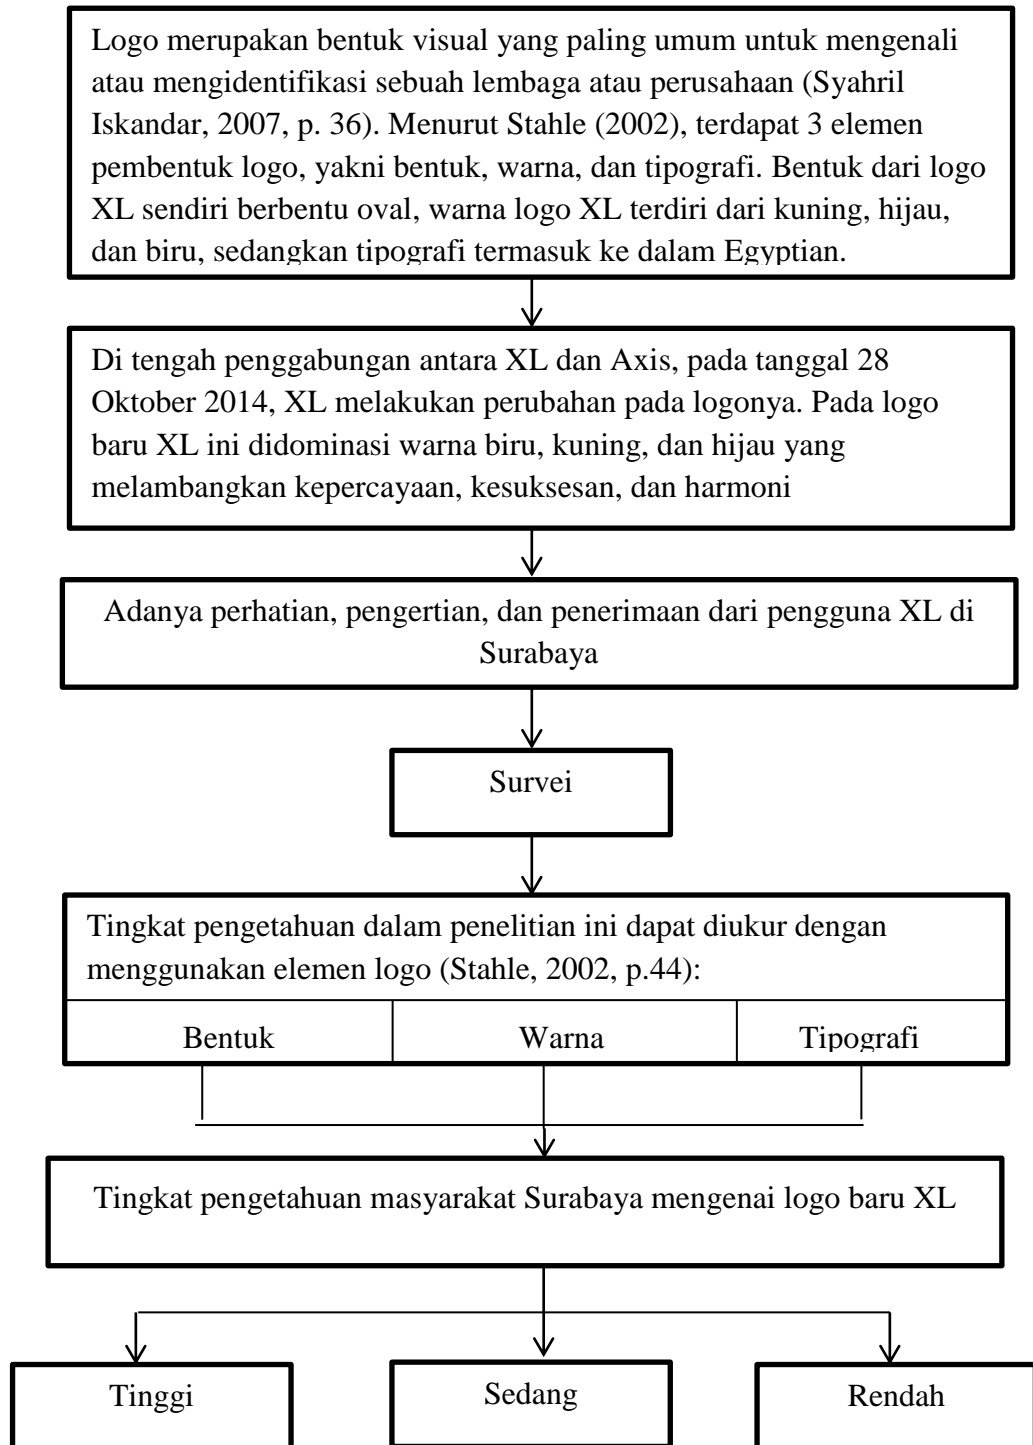 Logo merupakan bentuk visual yang paling umum untuk mengenali
atau mengidentifikasi sebuah lembaga atau perusahaan (Syahril
Iskandar, 2007, p. 36). Menurut Stahle (2002), terdapat 3 elemen
pembentuk logo, yakni bentuk, warna, dan tipografi. Bentuk dari logo
XL sendiri berbentu oval, warna logo XL terdiri dari kuning, hijau,
dan biru, sedangkan tipografi termasuk ke dalam Egyptian.
Di tengah penggabungan antara XL dan Axis, pada tanggal 28
Oktober 2014, XL melakukan perubahan pada logonya. Pada logo
baru XL ini didominasi warna biru, kuning, dan hijau yang
melambangkan kepercayaan, kesuksesan, dan harmoni
Adanya perhatian, pengertian, dan penerimaan dari pengguna XL di
Surabaya
Survei
Tingkat pengetahuan dalam penelitian ini dapat diukur dengan
menggunakan elemen logo (Stahle, 2002, p.44):
Bentuk
Warna
Tipografi
Tingkat pengetahuan masyarakat Surabaya mengenai logo baru XL
Tinggi
Sedang
Rendah